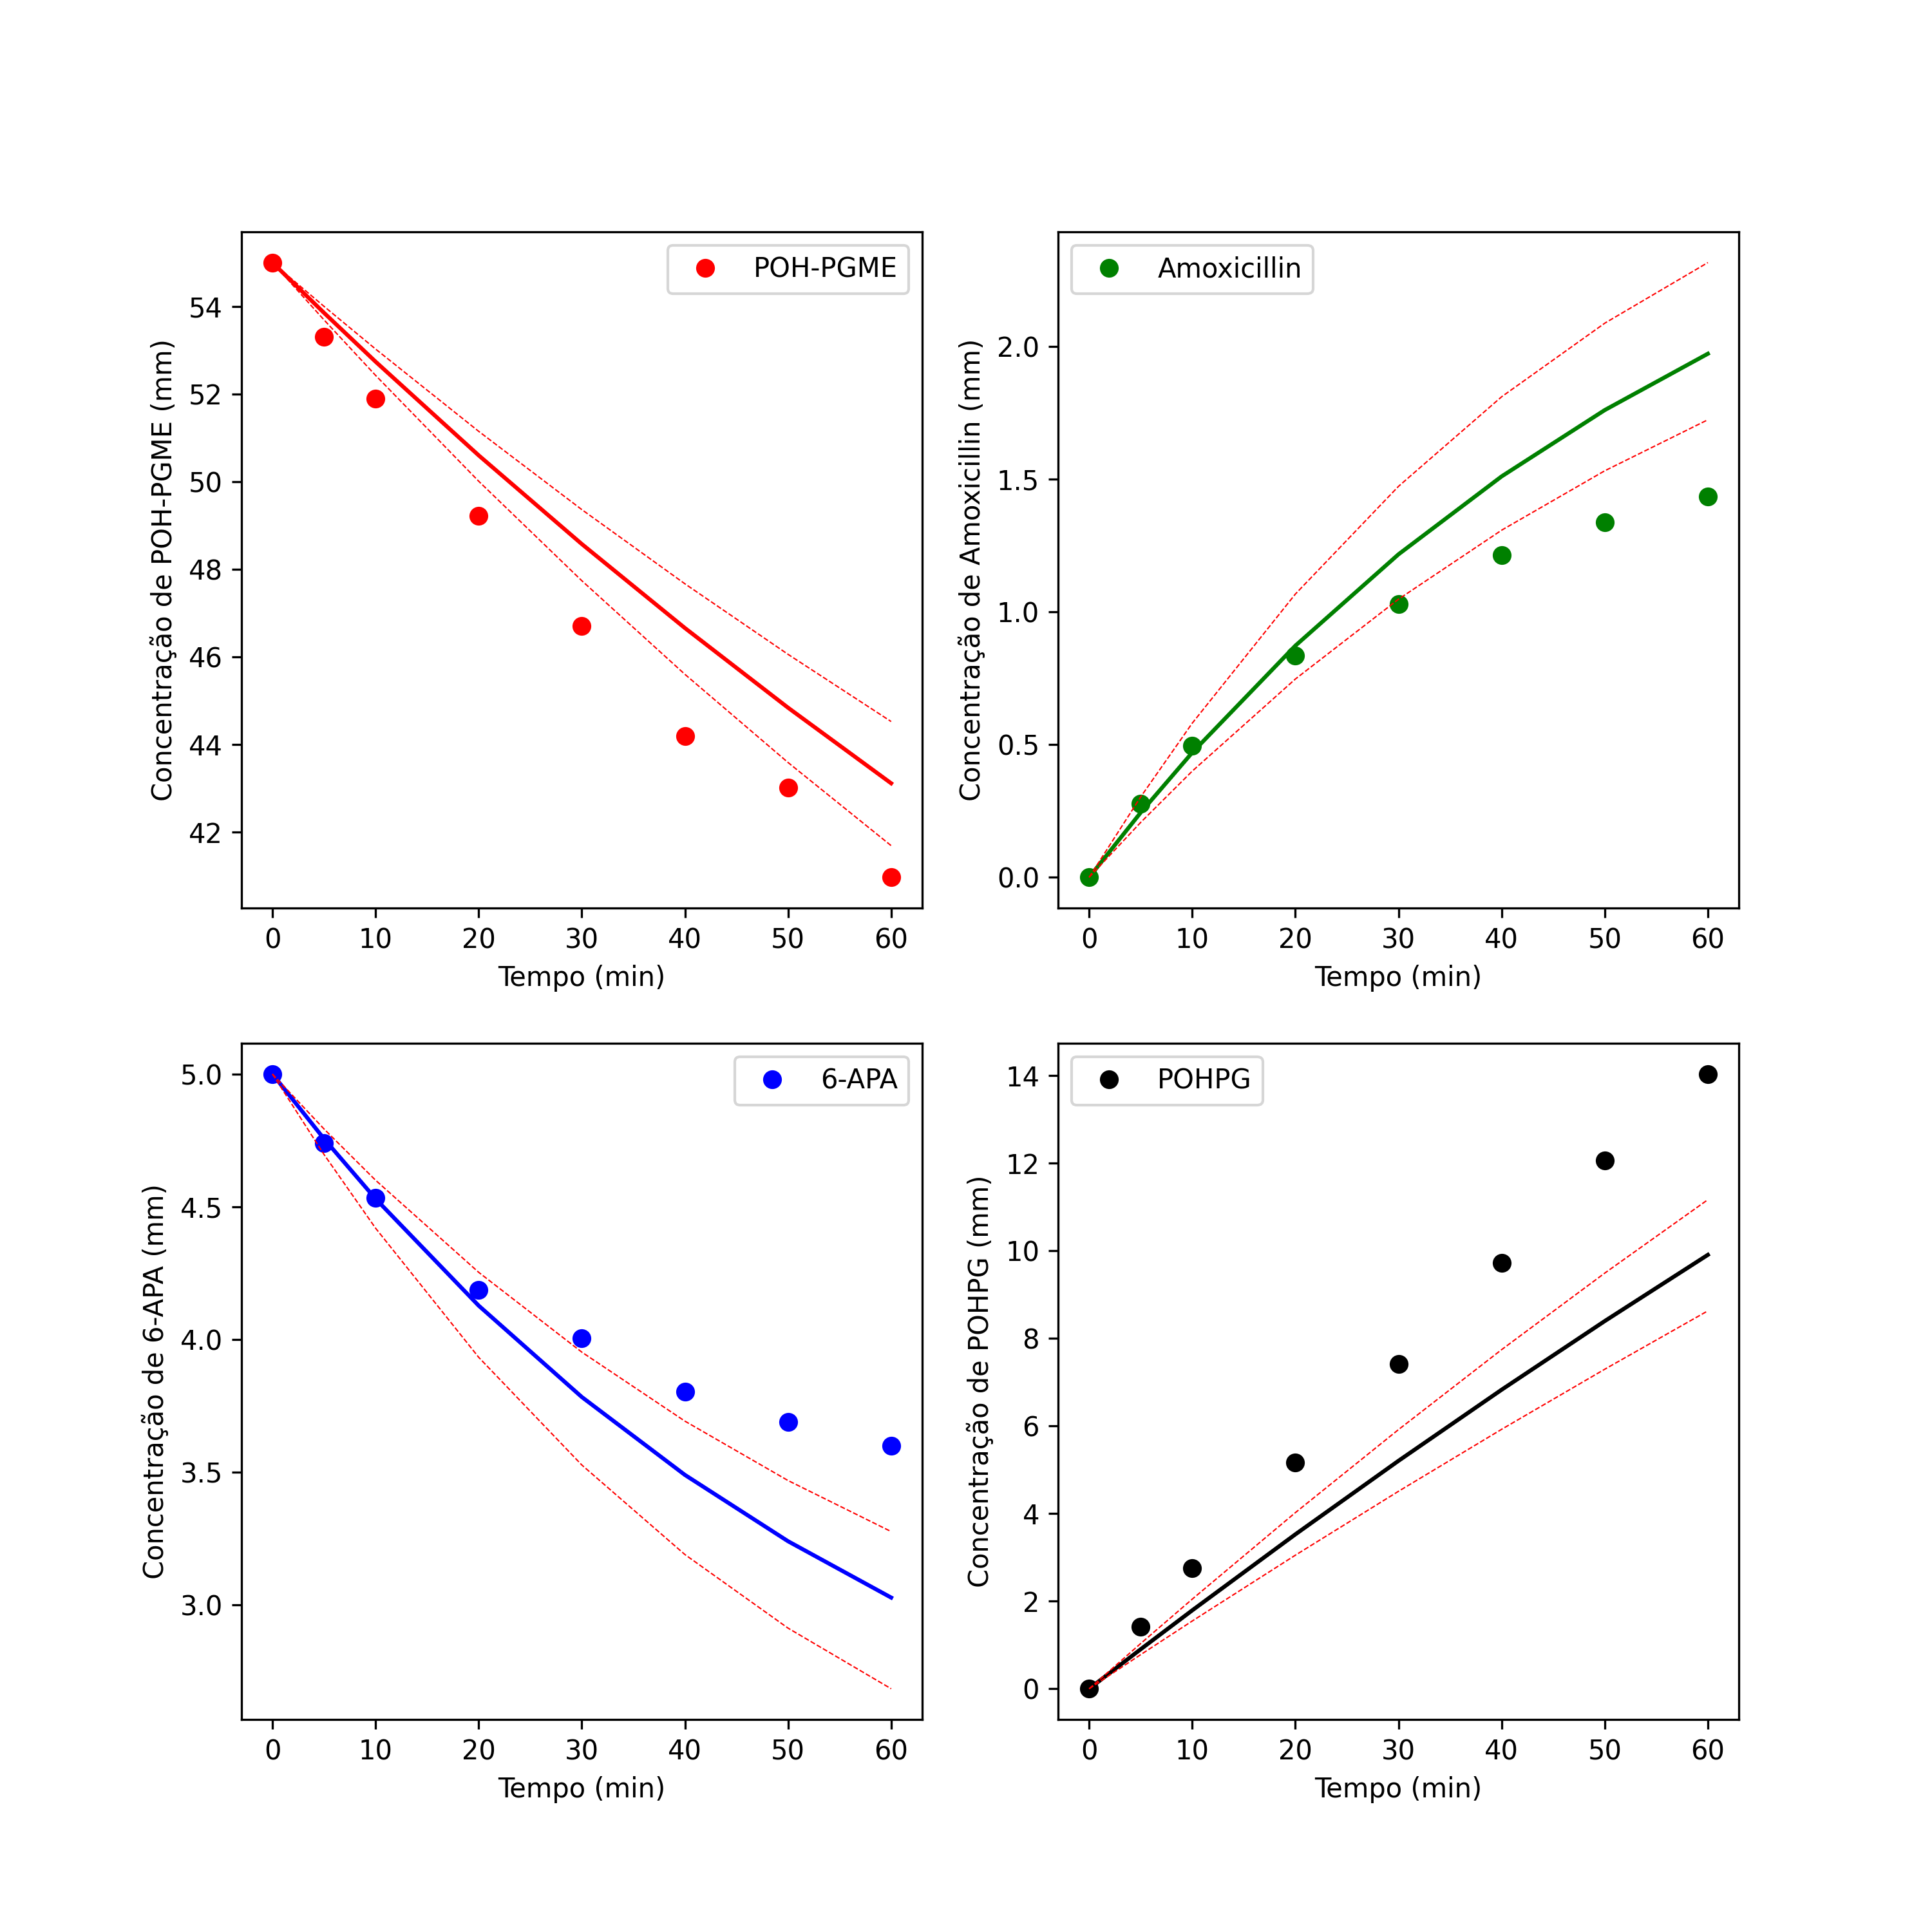 POH-PGME
Concentração de POH-PGME (mm)
54
52
50
48
46
44
42
0 10 20 30 40 50 60
Tempo (min)
Amoxicillin
Concentração de Amoxicillin (mm)
2.0
1.5
1.0
0.5
0.0
0 10 20 30 40 50 60
Tempo (min)
6-APA
Concentração de 6-APA (mm)
5.0
4.5
4.0
3.5
3.0
0 10 20 30 40 50 60
Tempo (min)
POHPG
Concentração de POHPG (mm)
14
12
10
8
6
4
2
0
0 10 20 30 40 50 60
Tempo (min)